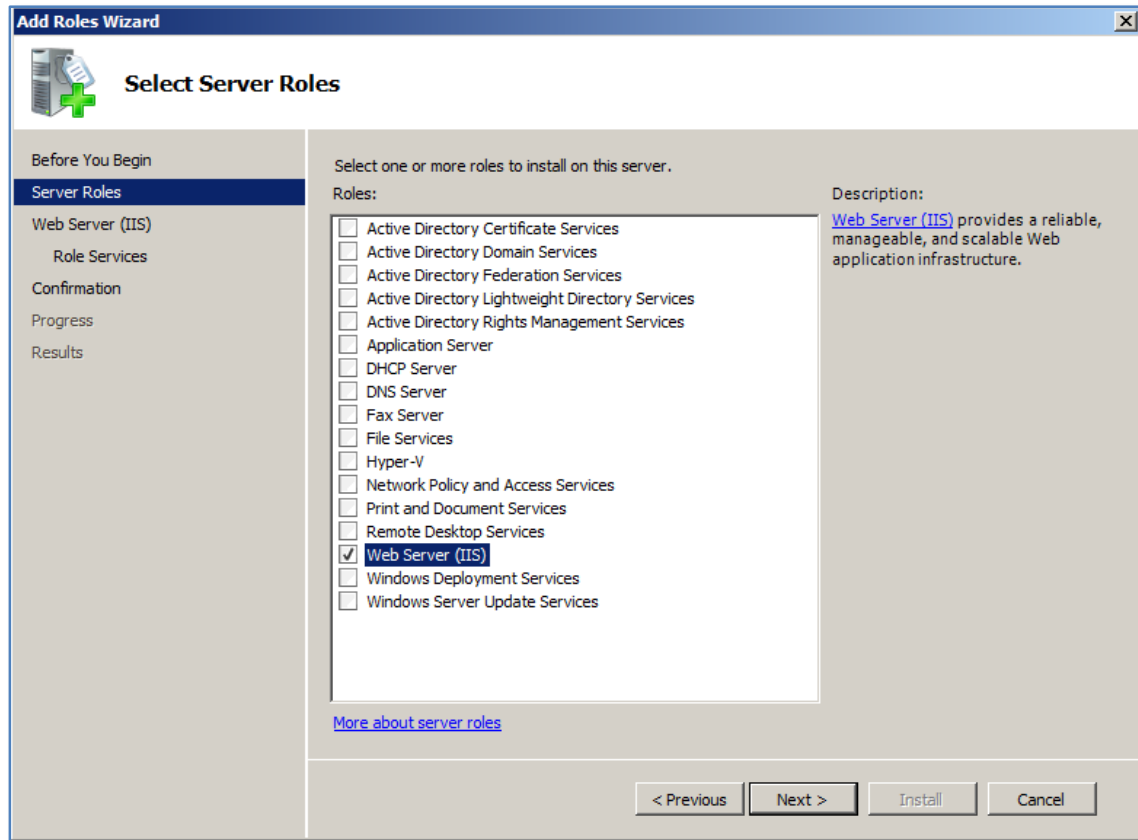 Add Roles Wizard
Select Server Roles
Before You Begin
Server Roles
Web Server (IIS)
Role Services
Confirmation
Progress
Results
Select one or more roles to install on this server.
Roles:
Active Directory Certificate Services
Active Directory Domain Services
Active Directory Federation Services
Active Directory Lightweight Directory Services
Active Directory Rights Management Services
Application Server
DHCP Server
DNS Server
Fax Server
File Services
Hyper-V
Network Policy and Access Services
Print and Document Services
Remote Desktop Services
Web Server (IIS)
Windows Deployment Services
Windows Server Update Services
More about server roles
Description:
Web Server (IIS) provides a reliable,
manageable, and scalable Web
application infrastructure.
< Previous
Next >
Install
Cancel